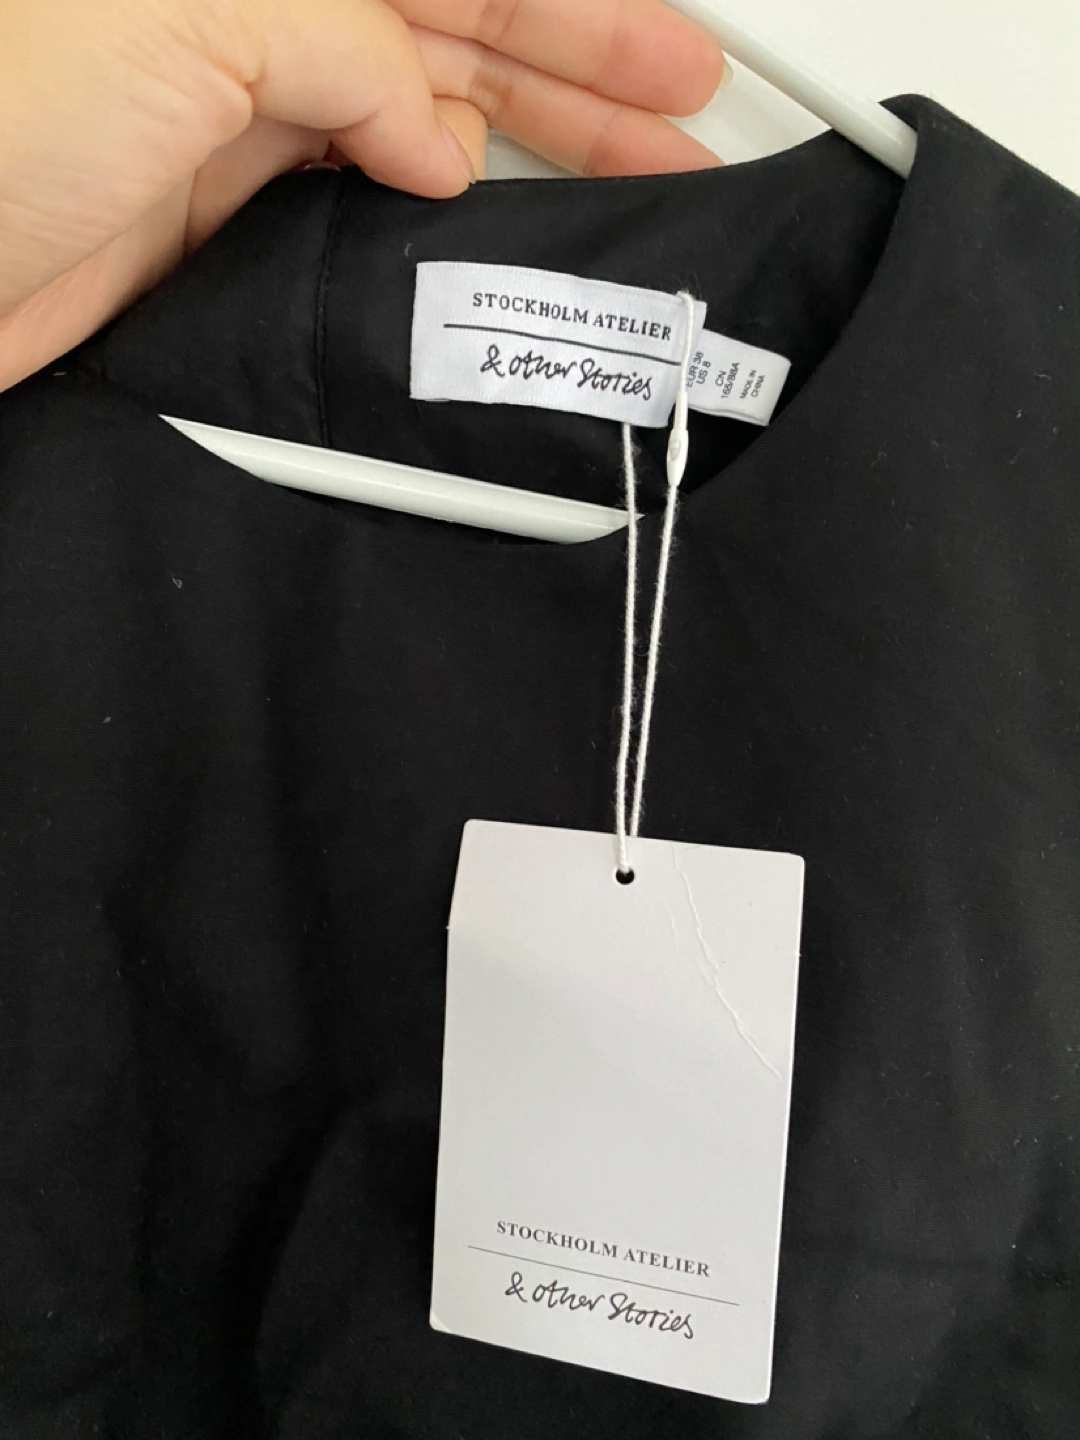 STOCKHOLM ATELIER
& other Stories
EUR 38
US 8
CN
165/88A
MADE IN
CHINA
STOCKHOLM ATELIER
& other Stories